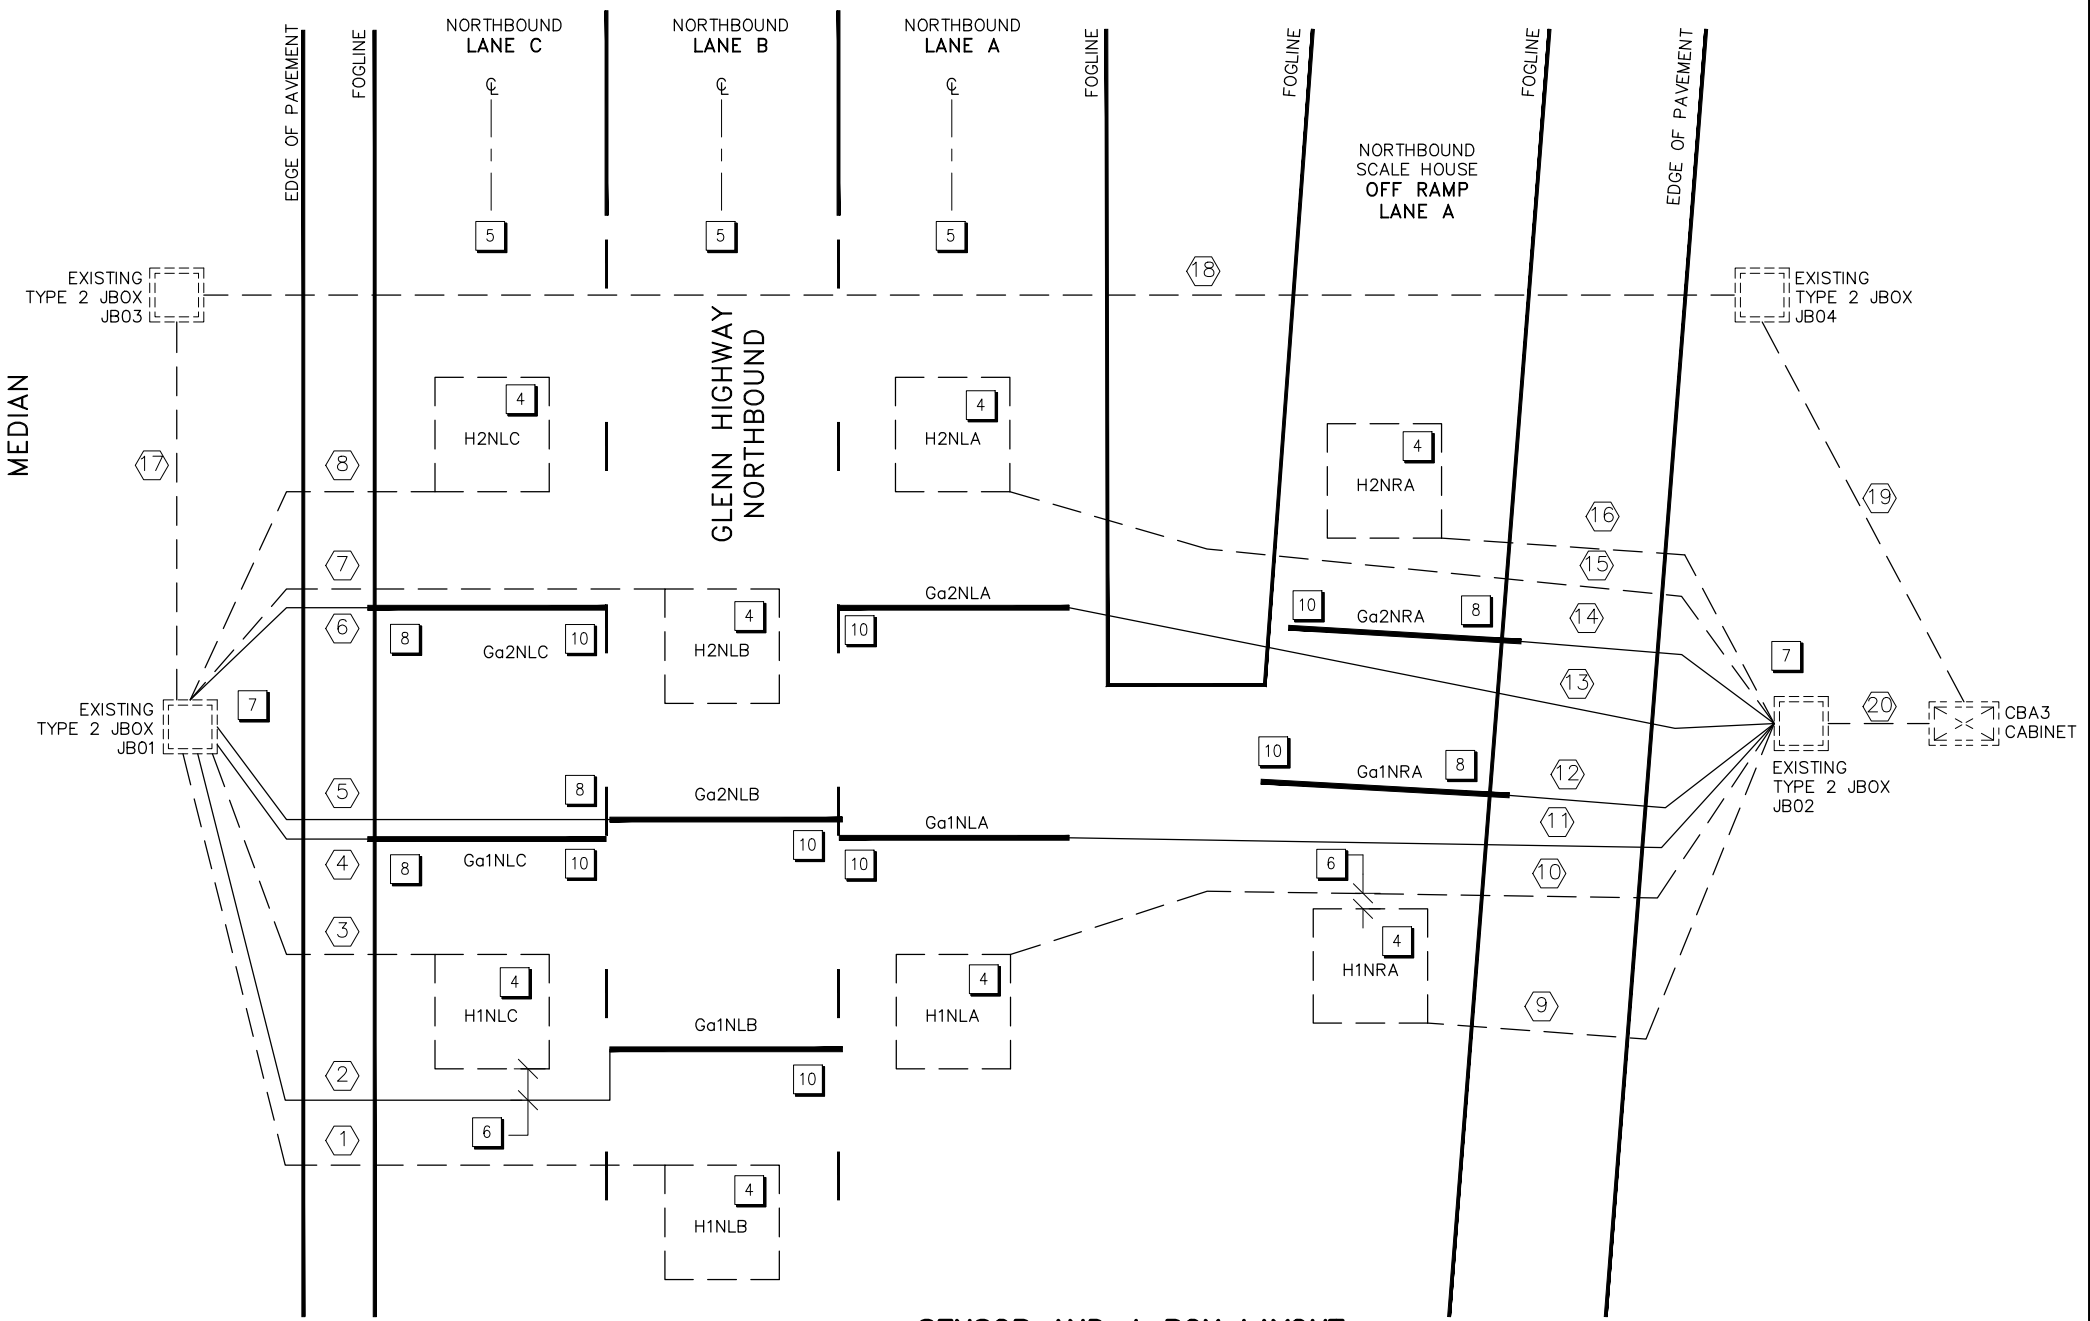 EDGE OF PAVEMENT
FOGLINE
NORTHBOUND
LANE C
NORTHBOUND
LANE B
NORTHBOUND
LANE A
FOGLINE
FOGLINE
FOGLINE
EDGE OF PAVEMENT
NORTHBOUND
SCALE HOUSE
OFF RAMP
LANE A
5
5
5
EXISTING
TYPE 2 JBOX
JB03
18
EXISTING
TYPE 2 JBOX
JB04
MEDIAN
GLENN HIGHWAY
NORTHBOUND
4
H2NLC
4
H2NLA
4
H2NRA
17
8
19
16
7
15
6
8
Ga2NLC
10
4
H2NLB
Ga2NLA
10
10
Ga2NRA
8
14
13
7
7
EXISTING
TYPE 2 JBOX
JB01
20
CBA3
CABINET
EXISTING
TYPE 2 JBOX
JB02
5
8
Ga2NLB
10
Ga1NRA
8
12
11
Ga1NLA
10
10
4
8
Ga1NLC
10
6
10
3
4
H1NLC
4
H1NLA
4
H1NRA
9
Ga1NLB
10
2
6
1
4
H1NLB